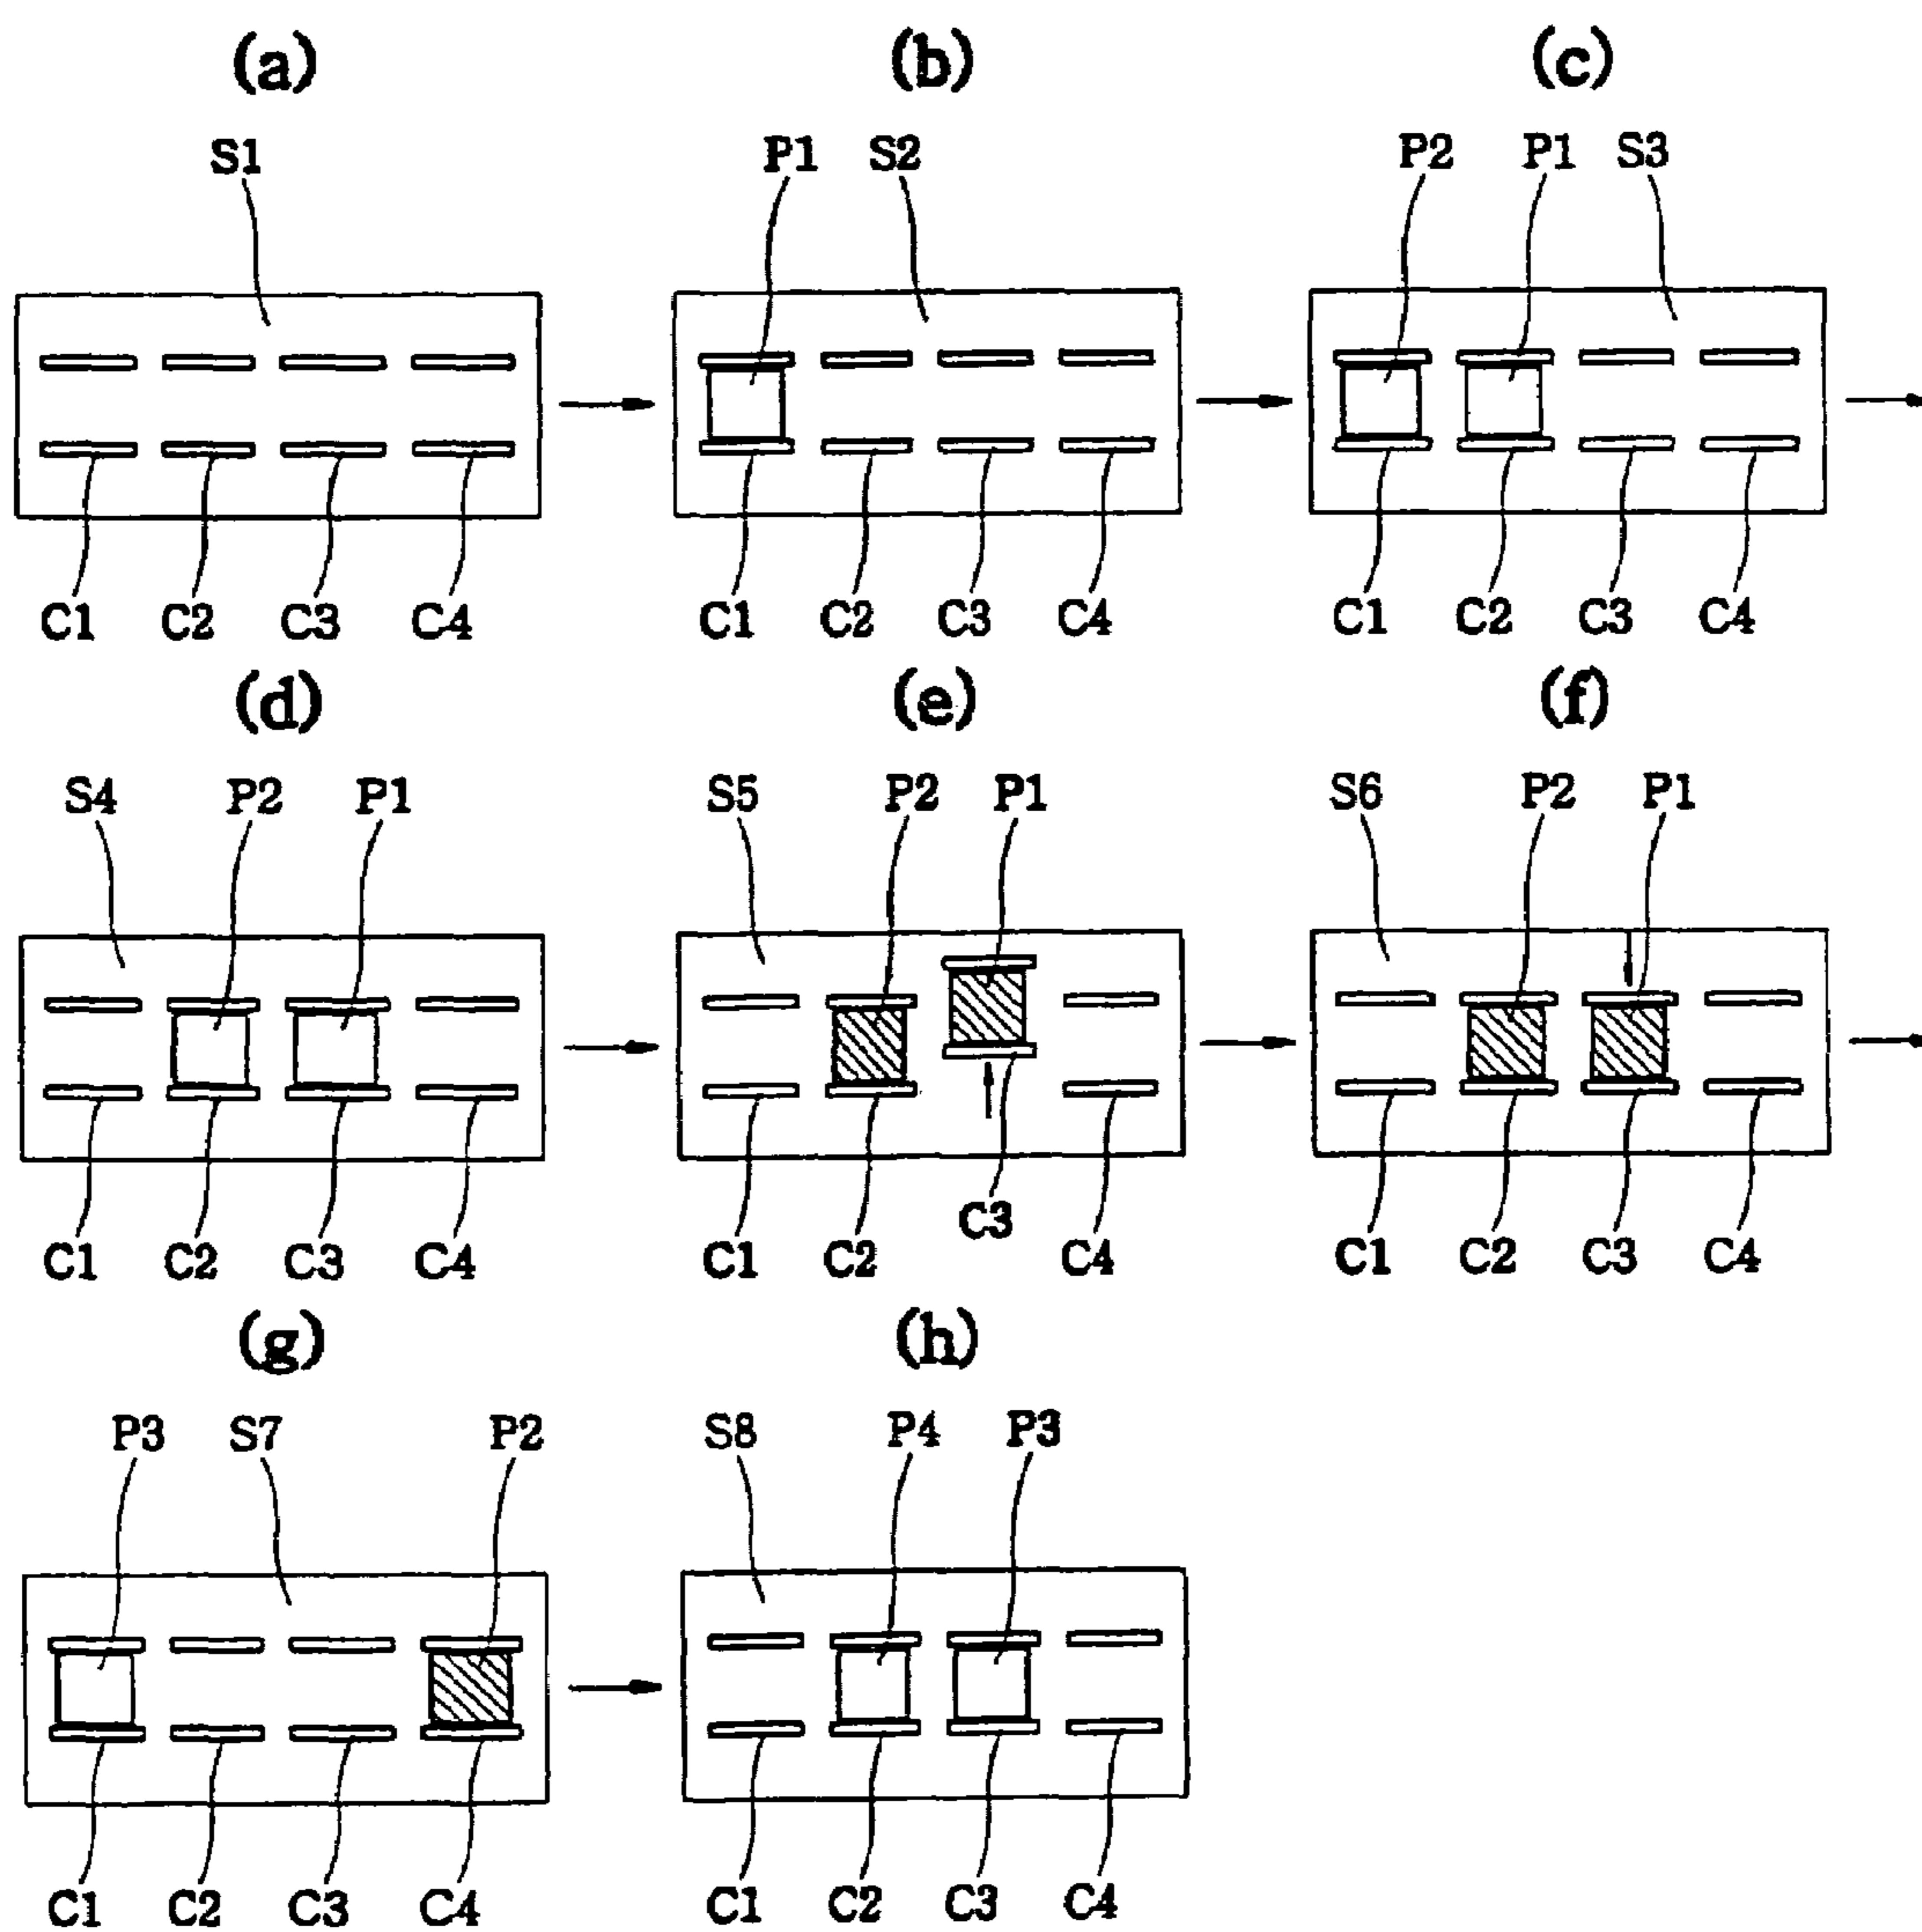 (a) (b) (c)
S1 P1 S2 P2 P1 S3
C1 C2 C3 C4 C1 C2 C3 C4 C1 C2 C3 C4
(d) (e) (f)
S4 P2 P1 S5 P2 P1 S6 P2 P1
C3
C1 C2 C3 C4 C1 C2 C4 C1 C2 C3 C4
(g) (h)
P3 S7 P2 S8 P4 P3
C1 C2 C3 C4 C1 C2 C3 C4